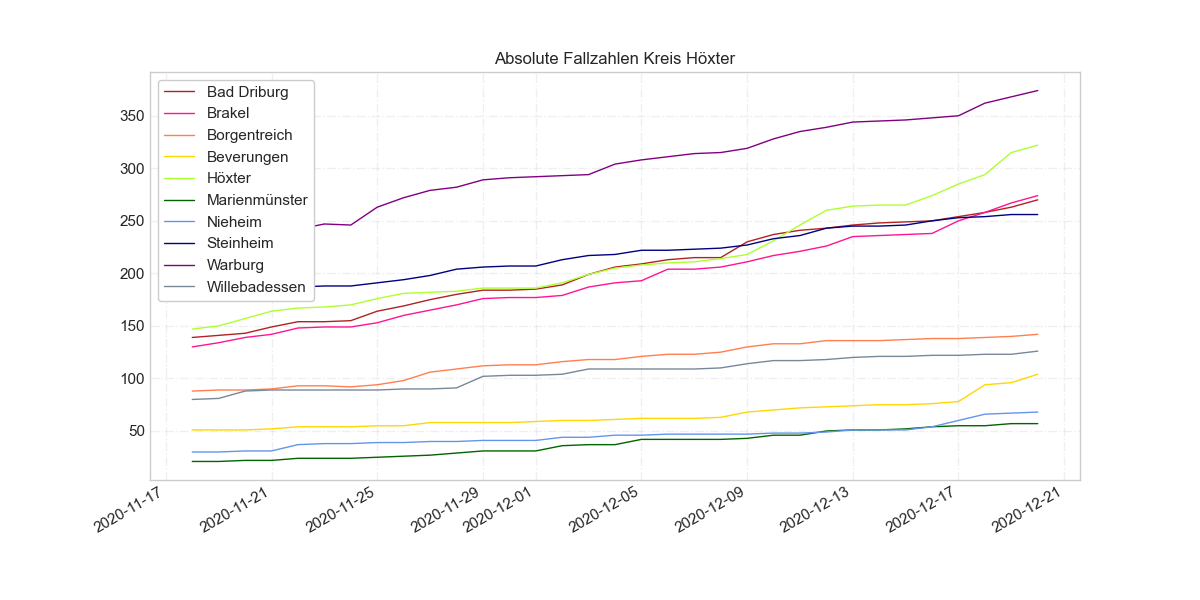 Absolute Fallzahlen Kreis Höxter
Bad Driburg
Brakel
Borgentreich
Beverungen
Höxter
Marienmünster
Nieheim
Steinheim
Warburg
Willebadessen
350
300
250
200
150
100
50
2020-11-17
2020-11-21
2020-11-25
2020-11-29
2020-12-01
2020-12-05
2020-12-09
2020-12-13
2020-12-17
2020-12-21